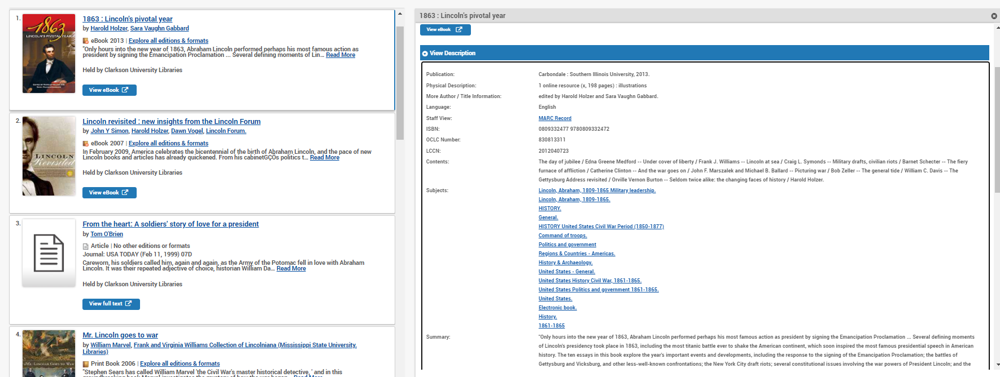 1.
1863
LINCOLN'S PIVOTAL YEAR
EDITED BY HAROLD HOLZER AND
SARA VAUGHN GABBARD
1863 : Lincoln's pivotal year
by Harold Holzer, Sara Vaughn Gabbard
eBook 2013 | Explore all editions & formats
"Only hours into the new year of 1863, Abraham Lincoln performed perhaps his most famous action as
president by signing the Emancipation Proclamation ... Several defining moments of Lin... Read More
Held by Clarkson University Libraries
View eBook
2.
LINCOLN
Revisited
Lincoln revisited : new insights from the Lincoln Forum
by John Y Simon, Harold Holzer, Dawn Vogel, Lincoln Forum.
eBook 2007 | Explore all editions & formats
In February 2009, America celebrates the bicentennial of the birth of Abraham Lincoln, and the pace of new
Lincoln books and articles has already quickened. From his cabinetGÇÖs politics t... Read More
Held by Clarkson University Libraries
View eBook
3.
From the heart: A soldiers' story of love for a president
by Tom O'Brien
Article | No other editions or formats
Journal: USA TODAY (Feb 11, 1999) 07D
Careworn, his soldiers called him, again and again, as the Army of the Potomac fell in love with Abraham
Lincoln. It was their repeated adjective of choice, historian William Da... Read More
Held by Clarkson University Libraries
View full text
4.
MR. LINCOLN GOES TO WAR
Mr. Lincoln goes to war
by William Marvel, Frank and Virginia Williams Collection of Lincolniana (Mississippi State University.
Libraries)
Print Book 2006 | Explore all editions & formats
"Stephen Sears has called William Marvel 'the Civil War's master historical detective, ' and in this
groundbreaking book Marvel investigates the mystery of how the war began... Read More
1863 : Lincoln's pivotal year
View eBook
View Description
Publication: Carbondale : Southern Illinois University, 2013.
Physical Description: 1 online resource (x, 198 pages) : illustrations
More Author / Title Information: edited by Harold Holzer and Sara Vaughn Gabbard.
Language: English
Staff View: MARC Record
ISBN: 0809332477 9780809332472
OCLC Number: 830813311
LCCN: 2012040723
Contents: The day of jubilee / Edna Greene Medford -- Under cover of liberty / Frank J. Williams -- Lincoln at sea / Craig L. Symonds -- Military drafts, civilian riots / Barnet Schecter -- The fiery
furnace of affliction / Catherine Clinton -- And the war goes on / John F. Marszalek and Michael B. Ballard -- Picturing war / Bob Zeller -- The general tide / William C. Davis -- The
Gettysburg Address revisited / Orville Vernon Burton -- Seldom twice alike: the changing faces of history / Harold Holzer.
Subjects: Lincoln, Abraham, 1809-1865 Military leadership.
Lincoln, Abraham, 1809-1865.
HISTORY.
General.
HISTORY United States Civil War Period (1850-1877)
Command of troops.
Politics and government
Regions & Countries - Americas.
History & Archaeology.
United States - General.
United States History Civil War, 1861-1865.
United States Politics and government 1861-1865.
United States.
Electronic book.
History.
1861-1865
Summary: "Only hours into the new year of 1863, Abraham Lincoln performed perhaps his most famous action as president by signing the Emancipation Proclamation ... Several defining moments
of Lincoln's presidency took place in 1863, including the most titanic battle ever to shake the American continent, which soon inspired the most famous presidential speech in American
history. The ten essays in this book explore the year's important events and developments, including the response to the signing of the Emancipation Proclamation; the battles of
Gettysburg and Vicksburg, and other less-well-known confrontations; the New York City draft riots; several constitutional issues involving the war powers of President Lincoln; and the